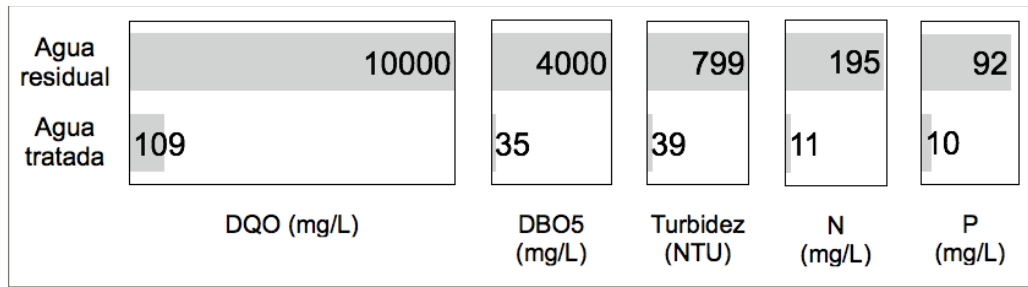 Agua
residual
10000
4000
799
195
92
Agua
tratada
109
35
39
11
10
DQO (mg/L)
DBO5
(mg/L)
Turbidez
(NTU)
N
(mg/L)
P
(mg/L)